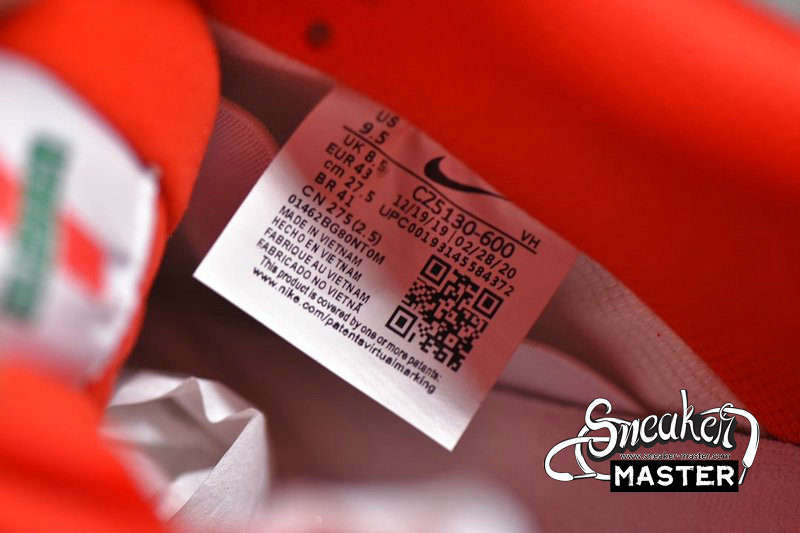 US
9.5
UK 8.5
EUR 43
cm 27.5
BR 41
CN 275(2.5)
CZ5130-600 VH
12/19/19 02/28/20
UPC00193145584372
01462BG80NT0M
MADE IN VIETNAM
HECHO EN VIETNAM
FABRIQUE AU VIETNAM
FABRICADO NO VIETNÃ
This product is covered by one or more patents:
www.nike.com/patentsvirtualmarking
Sneaker
www.sneaker-master.com
MASTER